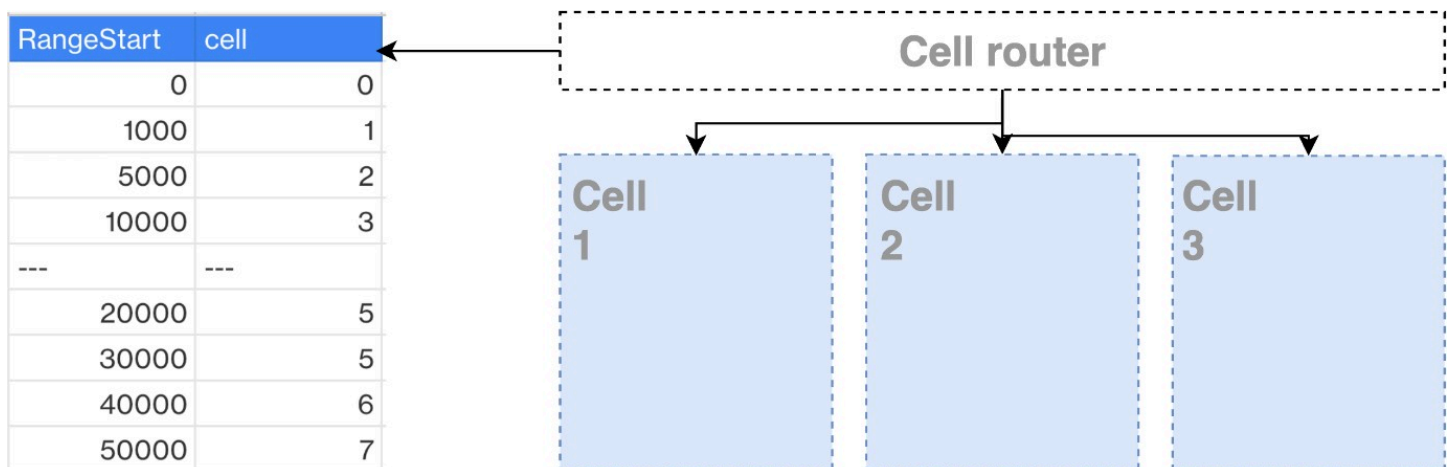 RangeStart cell
0 0
1000 1
5000 2
10000 3
--- ---
20000 5
30000 5
40000 6
50000 7
Cell router
Cell
1
Cell
2
Cell
3